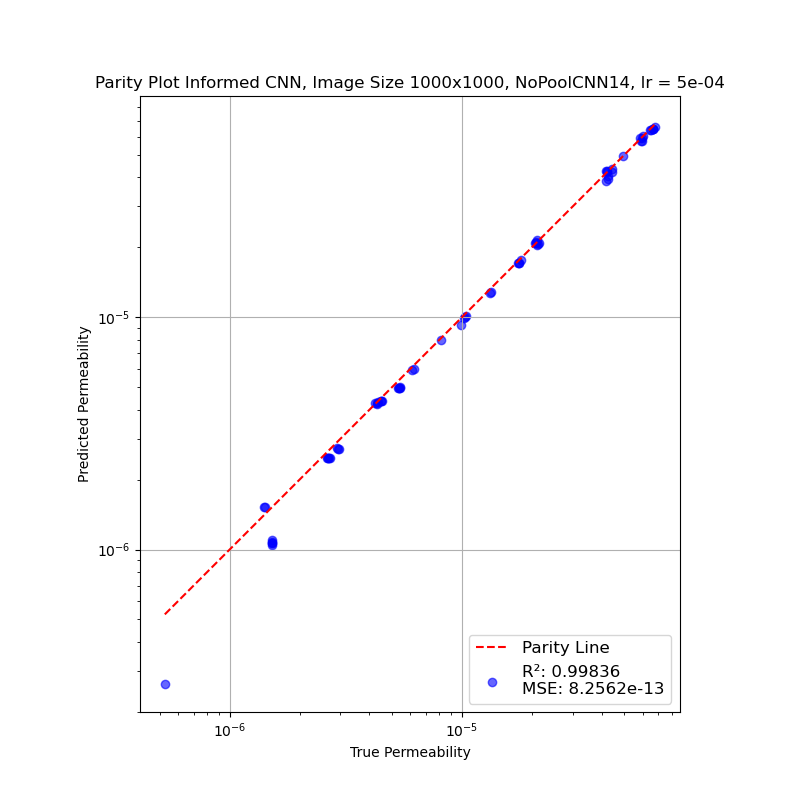 Parity Plot Informed CNN, Image Size 1000x1000, NoPoolCNN14, lr = 5e-04
Predicted Permeability
10⁻⁵
10⁻⁶
Parity Line
R²: 0.99836
MSE: 8.2562e-13
10⁻⁶ 10⁻⁵
True Permeability